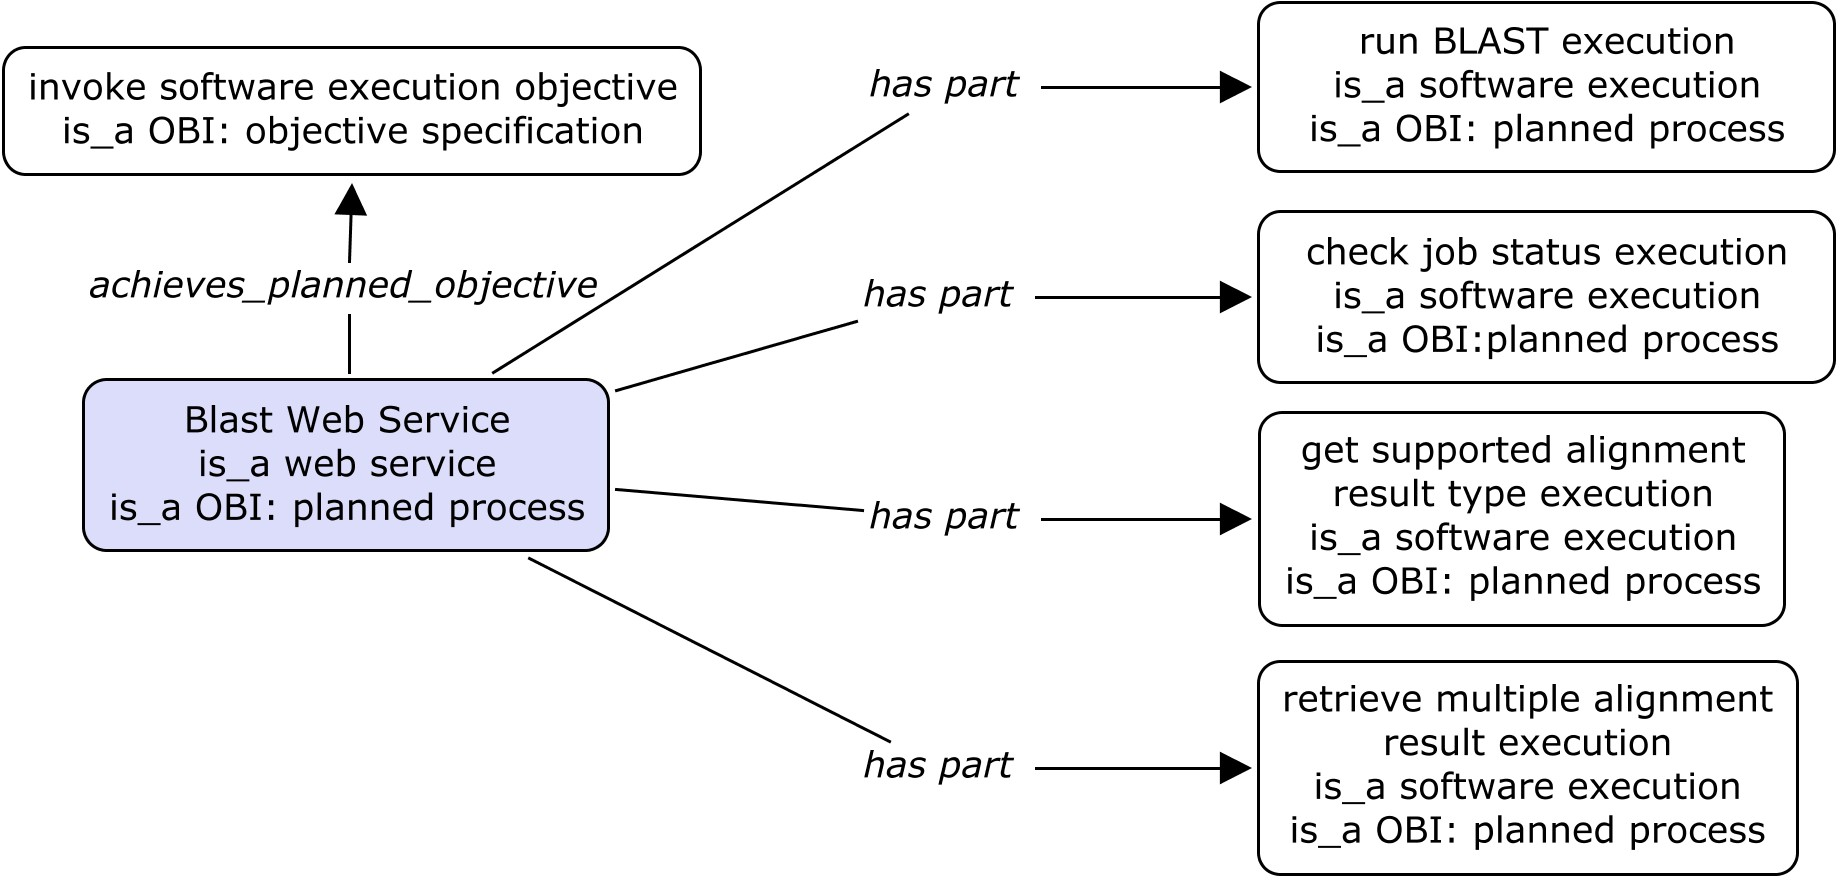 invoke software execution objective
is_a OBI: objective specification
achieves_planned_objective
Blast Web Service
is_a web service
is_a OBI: planned process
has part
run BLAST execution
is_a software execution
is_a OBI: planned process
has part
check job status execution
is_a software execution
is_a OBI:planned process
has part
get supported alignment
result type execution
is_a software execution
is_a OBI: planned process
has part
retrieve multiple alignment
result execution
is_a software execution
is_a OBI: planned process